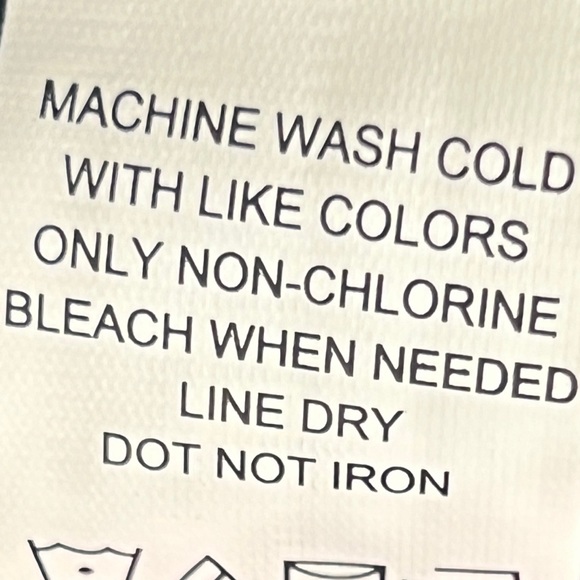 MACHINE WASH COLD
WITH LIKE COLORS
ONLY NON-CHLORINE
BLEACH WHEN NEEDED
LINE DRY
DOT NOT IRON